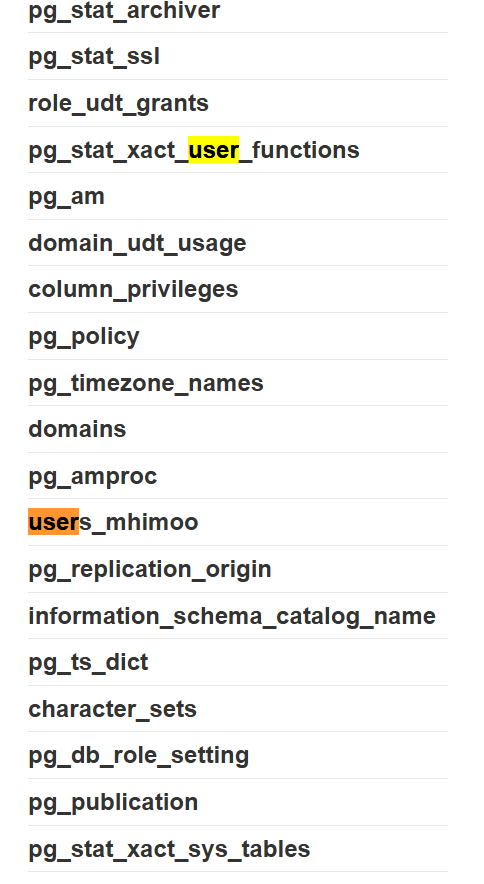 pg_stat_archiver
pg_stat_ssl
role_udt_grants
pg_stat_xact_user_functions
pg_am
domain_udt_usage
column_privileges
pg_policy
pg_timezone_names
domains
pg_amproc
users_mhimoo
pg_replication_origin
information_schema_catalog_name
pg_ts_dict
character_sets
pg_db_role_setting
pg_publication
pg_stat_xact_sys_tables